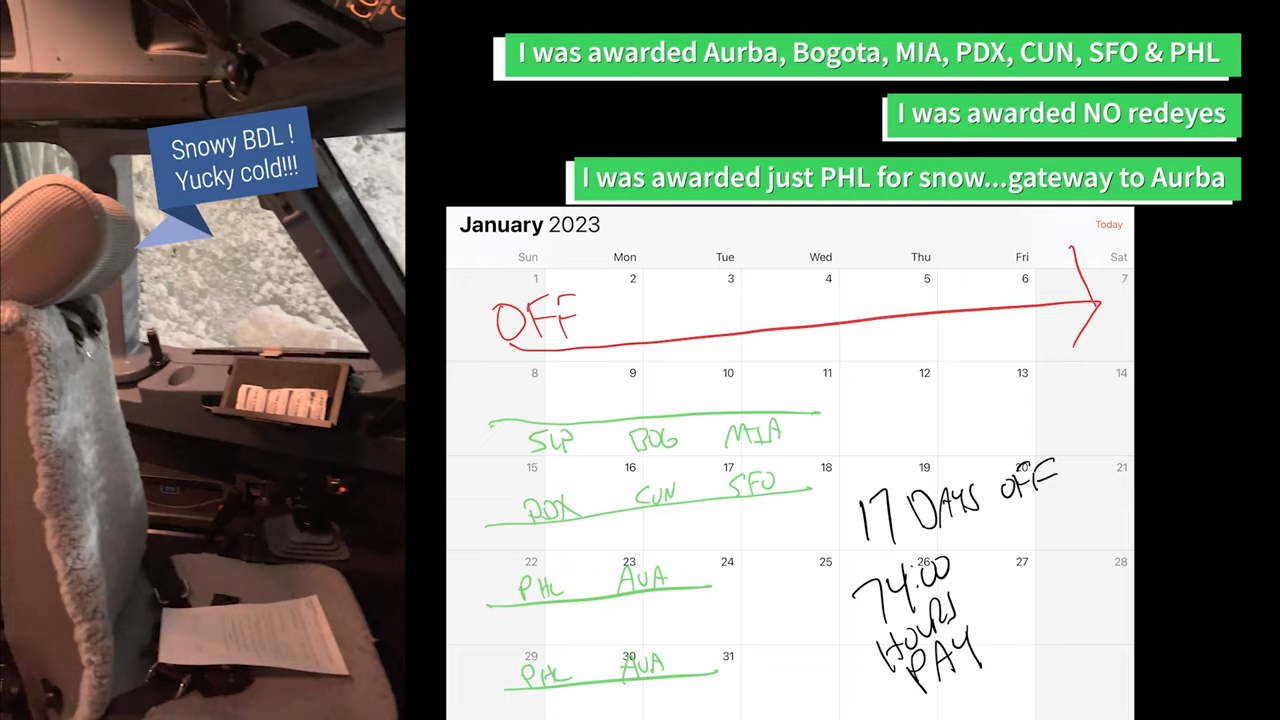 Snowy BDL !
Yucky cold!!!
I was awarded Aurba, Bogota, MIA, PDX, CUN, SFO & PHL
I was awarded NO redeyes
I was awarded just PHL for snow...gateway to Aurba
January 2023
Today
Sun Mon Tue Wed Thu Fri Sat
1 2 3 4 5 6 7
OFF
8 9 10 11 12 13 14
BOG MIA
15 16 17 18 19 20 21
PDX CUN SFO
17 DAYS OFF
22 23 24 25 26 27 28
PHL AUA
74:00
HOURS
PAY
29 30 31
PHL AUA